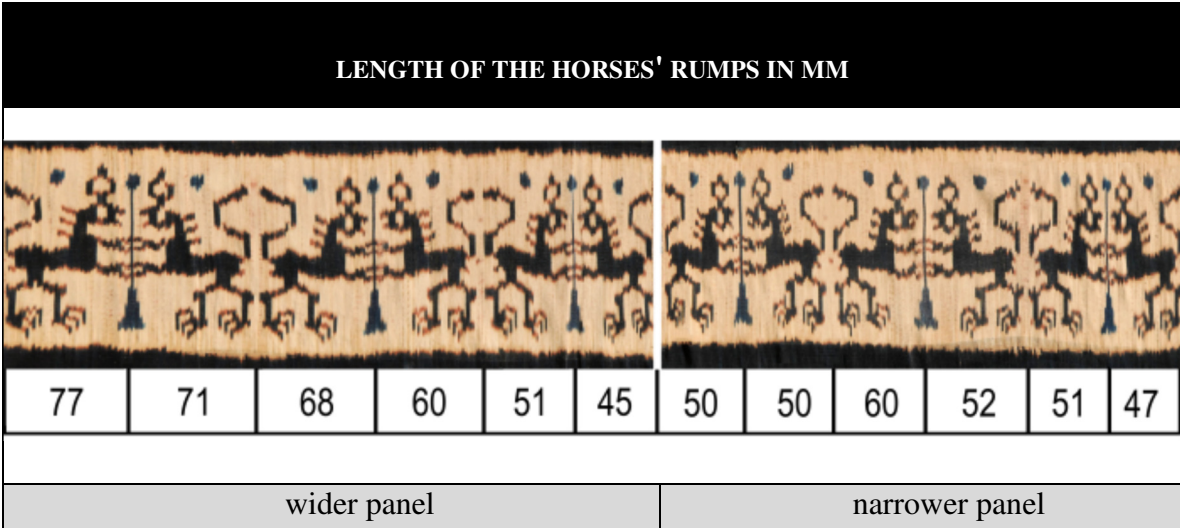 LENGTH OF THE HORSES' RUMPS IN MM
77 71 68 60 51 45 50 50 60 52 51 47
wider panel narrower panel